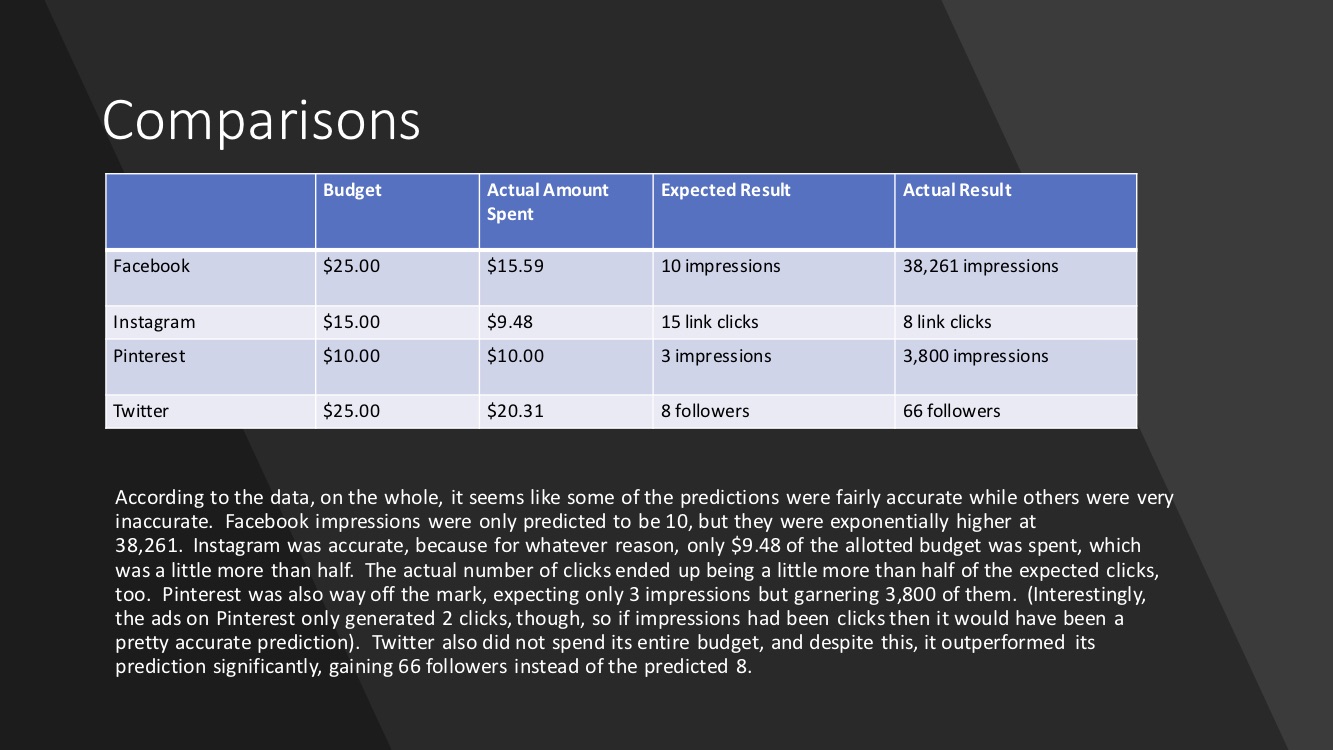 Comparisons
Budget Actual Amount Spent Expected Result Actual Result
Facebook $25.00 $15.59 10 impressions 38,261 impressions
Instagram $15.00 $9.48 15 link clicks 8 link clicks
Pinterest $10.00 $10.00 3 impressions 3,800 impressions
Twitter $25.00 $20.31 8 followers 66 followers
According to the data, on the whole, it seems like some of the predictions were fairly accurate while others were very
inaccurate. Facebook impressions were only predicted to be 10, but they were exponentially higher at
38,261. Instagram was accurate, because for whatever reason, only $9.48 of the allotted budget was spent, which
was a little more than half. The actual number of clicks ended up being a little more than half of the expected clicks,
too. Pinterest was also way off the mark, expecting only 3 impressions but garnering 3,800 of them. (Interestingly,
the ads on Pinterest only generated 2 clicks, though, so if impressions had been clicks then it would have been a
pretty accurate prediction). Twitter also did not spend its entire budget, and despite this, it outperformed its
prediction significantly, gaining 66 followers instead of the predicted 8.